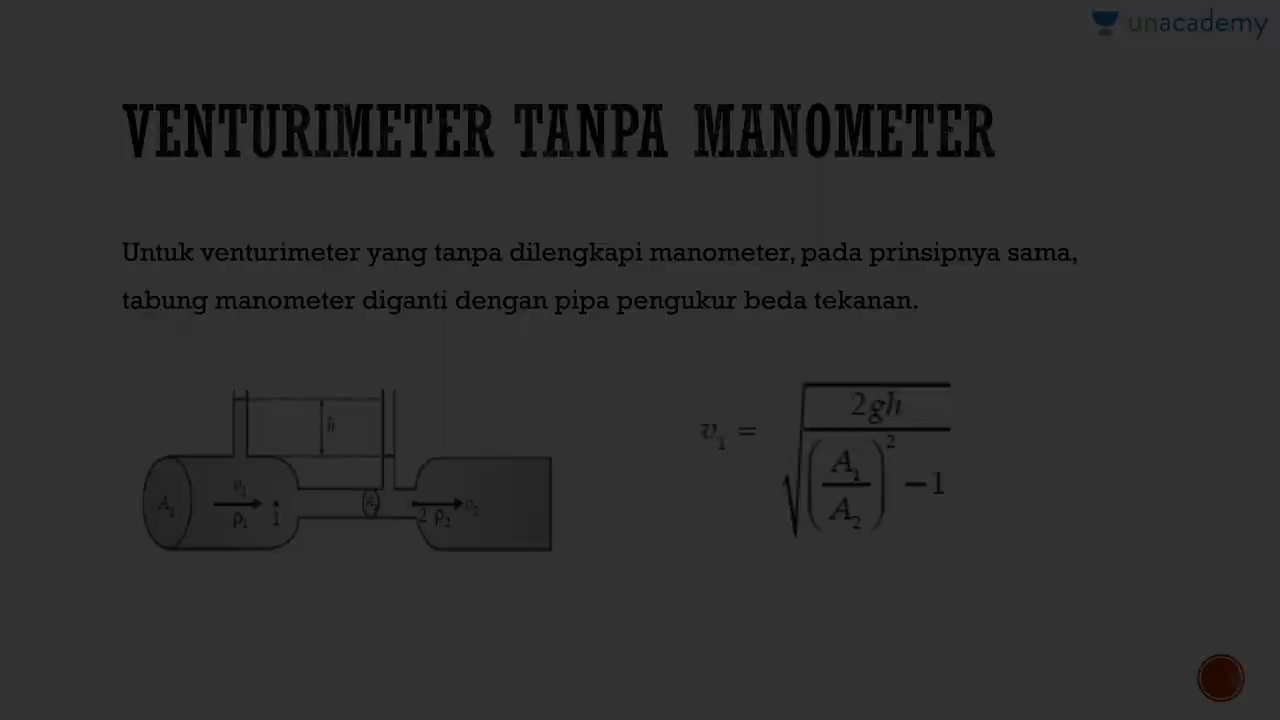 unacademy
VENTURIMETER TANPA MANOMETER
Untuk venturimeter yang tanpa dilengkapi manometer, pada prinsipnya sama,
tabung manometer diganti dengan pipa pengukur beda tekanan.
h
A₁ v₁ ρ₁ 1 2 ρ₂ v₂
v₁ = √(2gh / ((A₁/A₂)² − 1))